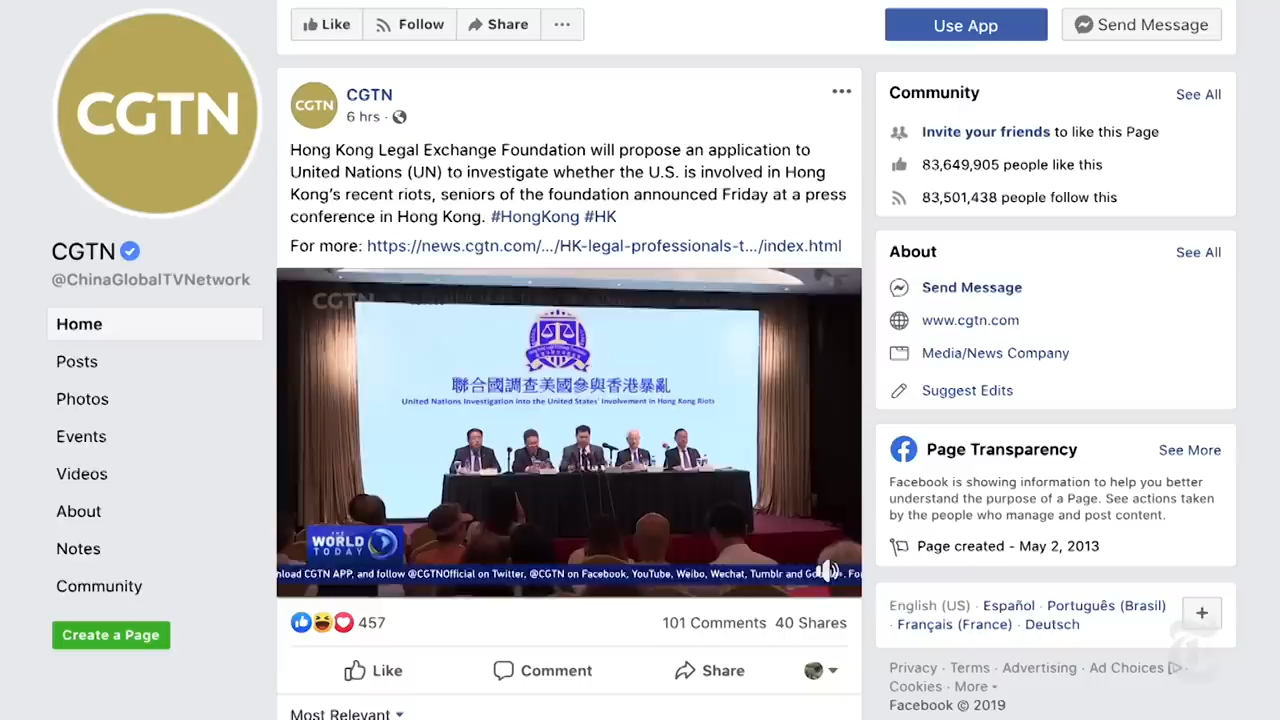 Like
Follow
Share
Use App
Send Message
CGTN
CGTN
@ChinaGlobalTVNetwork
Home
Posts
Photos
Events
Videos
About
Notes
Community
Create a Page
CGTN
CGTN
6 hrs ·
Hong Kong Legal Exchange Foundation will propose an application to
United Nations (UN) to investigate whether the U.S. is involved in Hong
Kong's recent riots, seniors of the foundation announced Friday at a press
conference in Hong Kong. #HongKong #HK
For more: https://news.cgtn.com/.../HK-legal-professionals-t.../index.html
CGTN
聯合國調查美國參與香港暴亂
United Nations Investigation into the United States' Involvement in Hong Kong Riots
THE
WORLD
TODAY
nload CGTN APP, and follow @CGTNOfficial on Twitter, @CGTN on Facebook, YouTube, Weibo, Wechat, Tumblr and Google+. For
457
101 Comments 40 Shares
Like
Comment
Share
Most Relevant
Community
See All
Invite your friends to like this Page
83,649,905 people like this
83,501,438 people follow this
About
See All
Send Message
www.cgtn.com
Media/News Company
Suggest Edits
Page Transparency
See More
Facebook is showing information to help you better
understand the purpose of a Page. See actions taken
by the people who manage and post content.
Page created - May 2, 2013
English (US) · Español · Português (Brasil)
· Français (France) · Deutsch
Privacy · Terms · Advertising · Ad Choices ·
Cookies · More
Facebook © 2019